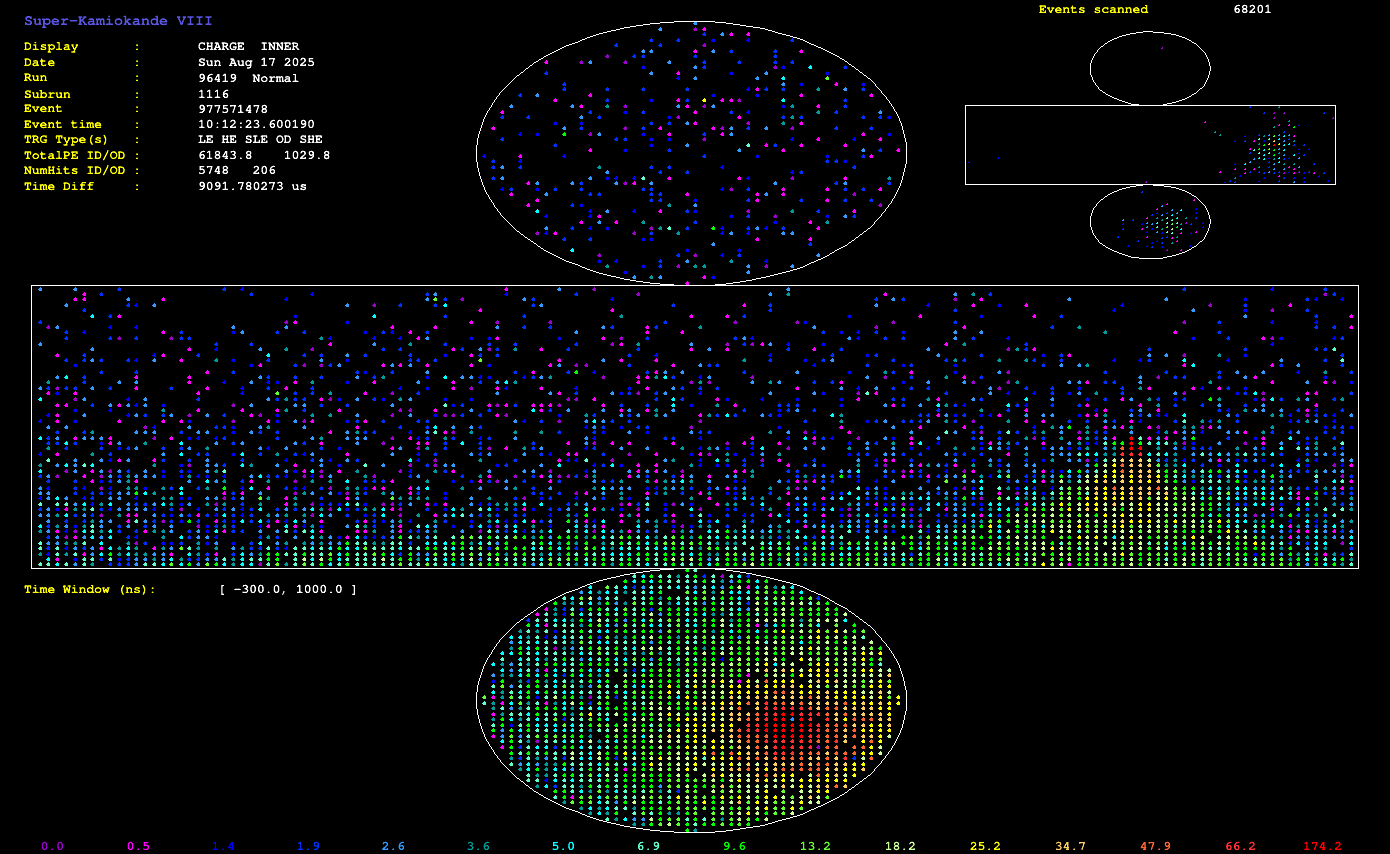 Super-Kamiokande VIII
Events scanned 68201
Display : CHARGE INNER
Date : Sun Aug 17 2025
Run : 96419 Normal
Subrun : 1116
Event : 977571478
Event time : 10:12:23.600190
TRG Type(s) : LE HE SLE OD SHE
TotalPE ID/OD : 61843.8 1029.8
NumHits ID/OD : 5748 206
Time Diff : 9091.780273 us
Time Window (ns): [ -300.0, 1000.0 ]
0.0 0.5 1.4 1.9 2.6 3.6 5.0 6.9 9.6 13.2 18.2 25.2 34.7 47.9 66.2 174.2